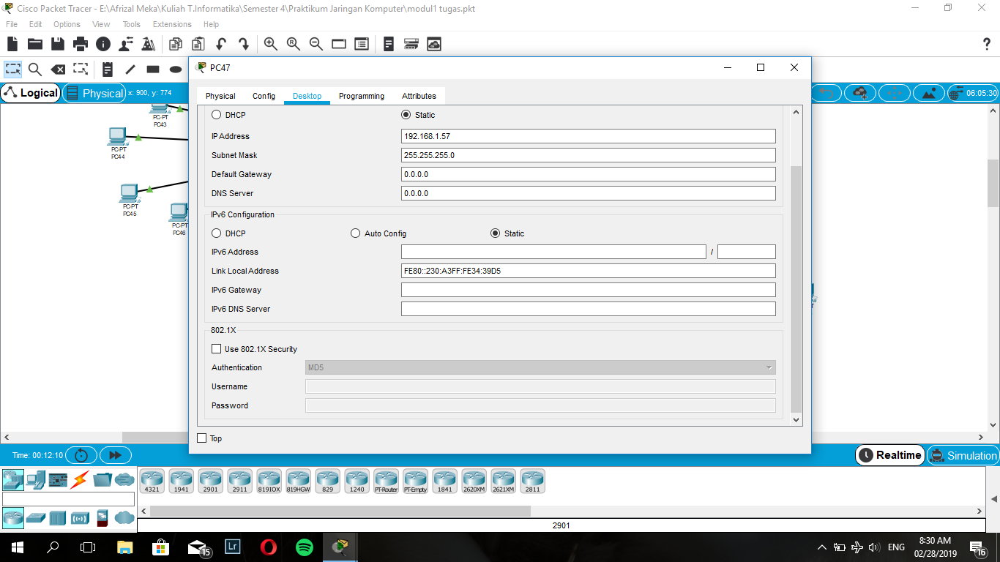 Cisco Packet Tracer - E:\Afrizal Meka\Kuliah T.Informatika\Semester 4\Praktikum Jaringan Komputer\modul1 tugas.pkt
File Edit Options View Tools Extensions Help
?
PC47
Logical Physical x: 900, y: 774 06:05:30
Physical Config Desktop Programming Attributes
DHCP Static
IP Address 192.168.1.57
Subnet Mask 255.255.255.0
Default Gateway 0.0.0.0
DNS Server 0.0.0.0
IPv6 Configuration
DHCP Auto Config Static
IPv6 Address /
Link Local Address FE80::230:A3FF:FE34:39D5
IPv6 Gateway
IPv6 DNS Server
802.1X
Use 802.1X Security
Authentication MD5
Username
Password
Top
PC-PT
PC43
PC-PT
PC44
PC-PT
PC45
PC-PT
PC46
Time: 00:12:10 Realtime Simulation
4321 1941 2901 2911 819IOX 819HGW 829 1240 PT-Router PT-Empty 1841 2620XM 2621XM 2811
2901
15 Lr ENG 8:30 AM
02/28/2019 16